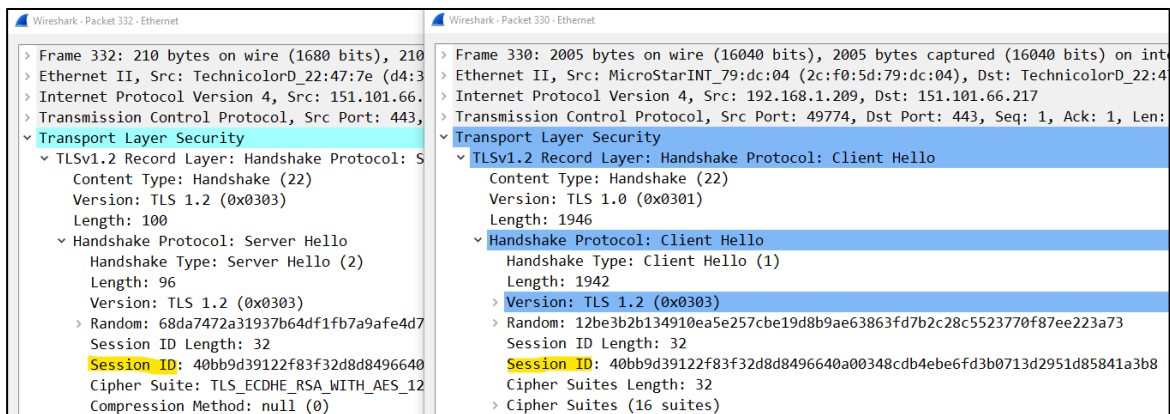 Wireshark · Packet 332 · Ethernet
Frame 332: 210 bytes on wire (1680 bits), 210
Ethernet II, Src: TechnicolorD_22:47:7e (d4:3
Internet Protocol Version 4, Src: 151.101.66.
Transmission Control Protocol, Src Port: 443,
Transport Layer Security
TLSv1.2 Record Layer: Handshake Protocol: S
Content Type: Handshake (22)
Version: TLS 1.2 (0x0303)
Length: 100
Handshake Protocol: Server Hello
Handshake Type: Server Hello (2)
Length: 96
Version: TLS 1.2 (0x0303)
Random: 68da7472a31937b64df1fb7a9afe4d7
Session ID Length: 32
Session ID: 40bb9d39122f83f32d8d8496640
Cipher Suite: TLS_ECDHE_RSA_WITH_AES_12
Compression Method: null (0)
Wireshark · Packet 330 · Ethernet
Frame 330: 2005 bytes on wire (16040 bits), 2005 bytes captured (16040 bits) on inte
Ethernet II, Src: MicroStarINT_79:dc:04 (2c:f0:5d:79:dc:04), Dst: TechnicolorD_22:47
Internet Protocol Version 4, Src: 192.168.1.209, Dst: 151.101.66.217
Transmission Control Protocol, Src Port: 49774, Dst Port: 443, Seq: 1, Ack: 1, Len:
Transport Layer Security
TLSv1.2 Record Layer: Handshake Protocol: Client Hello
Content Type: Handshake (22)
Version: TLS 1.0 (0x0301)
Length: 1946
Handshake Protocol: Client Hello
Handshake Type: Client Hello (1)
Length: 1942
Version: TLS 1.2 (0x0303)
Random: 12be3b2b134910ea5e257cbe19d8b9ae63863fd7b2c28c5523770f87ee223a73
Session ID Length: 32
Session ID: 40bb9d39122f83f32d8d8496640a00348cdb4ebe6fd3b0713d2951d85841a3b8
Cipher Suites Length: 32
Cipher Suites (16 suites)